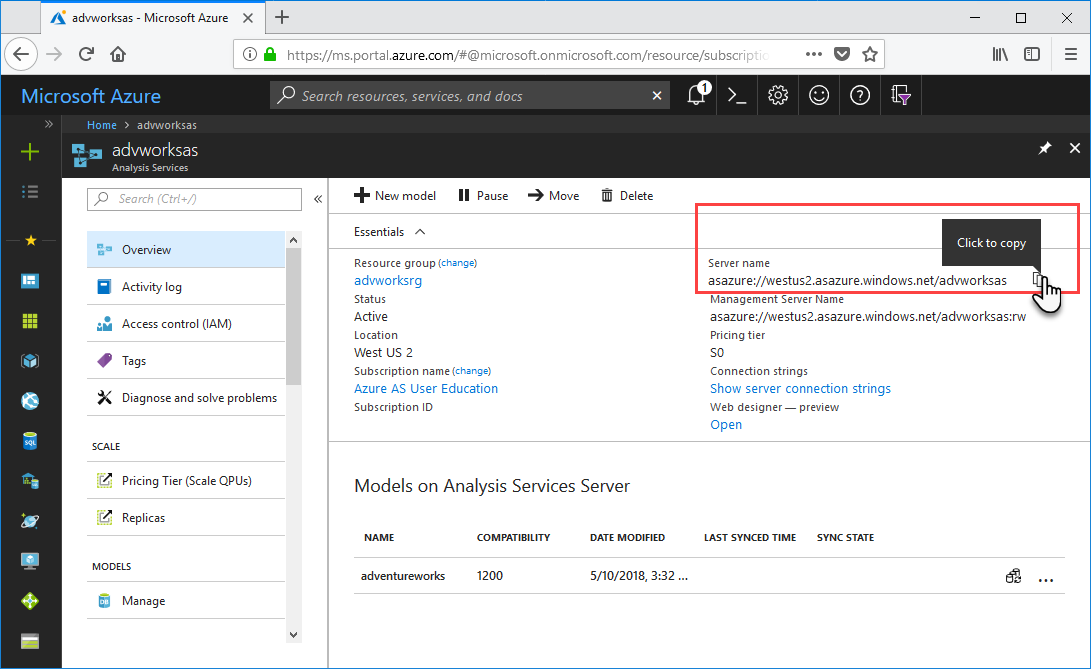 advworksas - Microsoft Azure
https://ms.portal.azure.com/#@microsoft.onmicrosoft.com/resource/subscriptio
Microsoft Azure
Search resources, services, and docs
1
Home > advworksas
advworksas
Analysis Services
Search (Ctrl+/)
Overview
Activity log
Access control (IAM)
Tags
Diagnose and solve problems
SCALE
Pricing Tier (Scale QPUs)
Replicas
MODELS
Manage
New model Pause Move Delete
Essentials
Click to copy
Resource group (change)
advworksrg
Status
Active
Location
West US 2
Subscription name (change)
Azure AS User Education
Subscription ID
Server name
asazure://westus2.asazure.windows.net/advworksas
Management Server Name
asazure://westus2.asazure.windows.net/advworksas:rw
Pricing tier
S0
Connection strings
Show server connection strings
Web designer — preview
Open
Models on Analysis Services Server
NAME COMPATIBILITY DATE MODIFIED LAST SYNCED TIME SYNC STATE
adventureworks 1200 5/10/2018, 3:32 ...